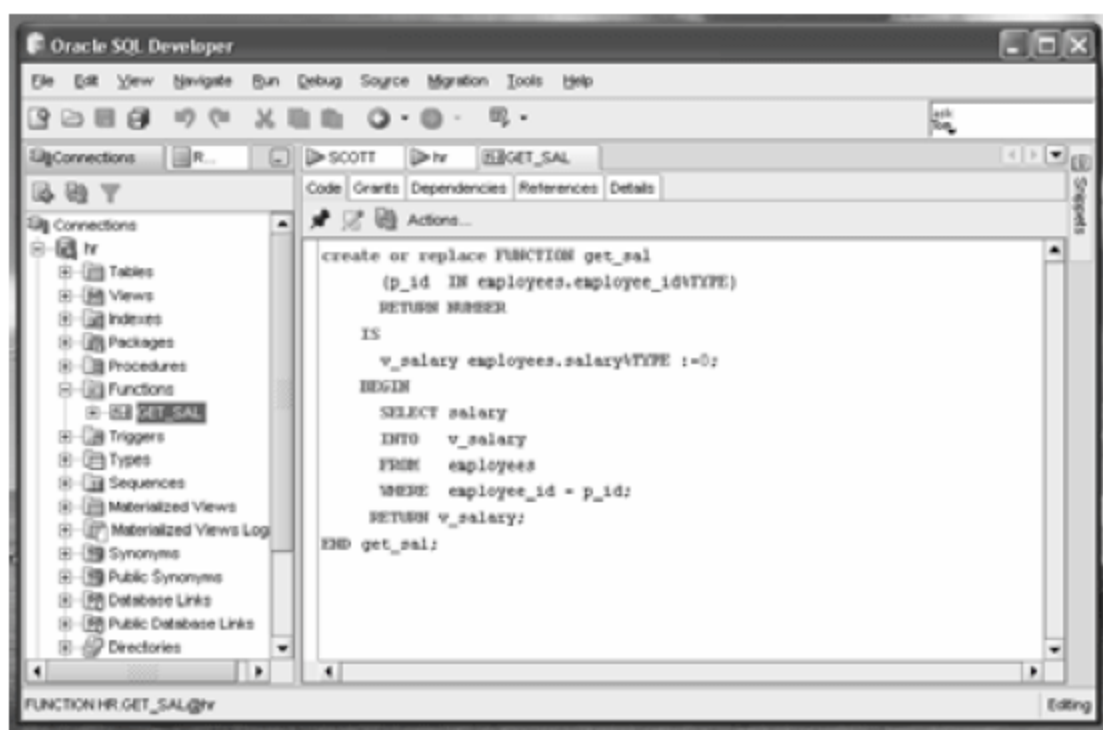 Oracle SQL Developer
File Edit View Navigate Run Debug Source Migration Tools Help
ask Tom
Connections R...
SCOTT hr GET_SAL
Snippets
Code Grants Dependencies References Details
Actions...
Connections
hr
Tables
Views
Indexes
Packages
Procedures
Functions
GET_SAL
Triggers
Types
Sequences
Materialized Views
Materialized Views Log
Synonyms
Public Synonyms
Database Links
Public Database Links
Directories
create or replace FUNCTION get_sal
(p_id IN employees.employee_id%TYPE)
RETURN NUMBER
IS
v_salary employees.salary%TYPE :=0;
BEGIN
SELECT salary
INTO v_salary
FROM employees
WHERE employee_id = p_id;
RETURN v_salary;
END get_sal;
FUNCTION HR.GET_SAL@hr
Editing